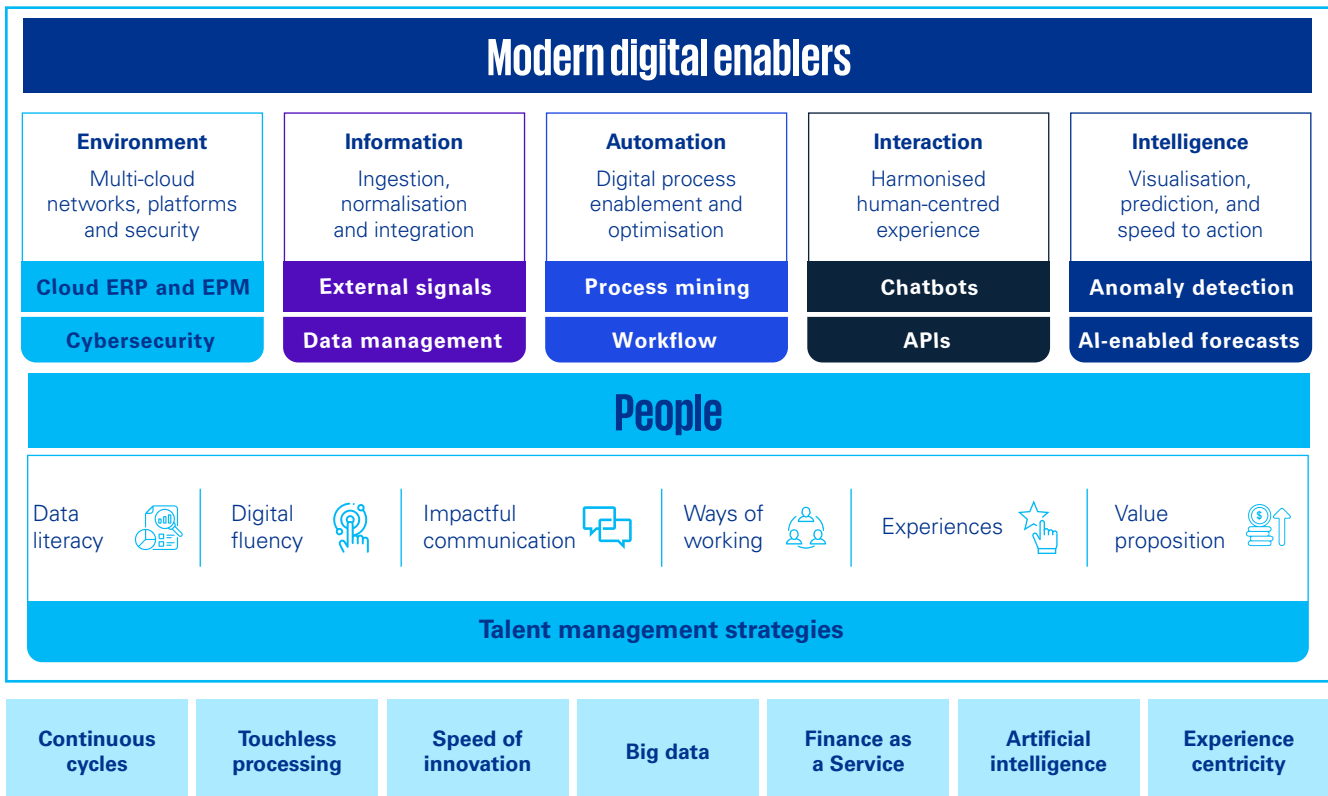 Modern digital enablers
Environment
Multi-cloud
networks, platforms
and security
Cloud ERP and EPM
Cybersecurity
Information
Ingestion,
normalisation
and integration
External signals
Data management
Automation
Digital process
enablement and
optimisation
Process mining
Workflow
Interaction
Harmonised
human-centred
experience
Chatbots
APIs
Intelligence
Visualisation,
prediction, and
speed to action
Anomaly detection
AI-enabled forecasts
People
Data
literacy
Digital
fluency
Impactful
communication
Ways of
working
Experiences
Value
proposition
$
Talent management strategies
Continuous
cycles
Touchless
processing
Speed of
innovation
Big data
Finance as
a Service
Artificial
intelligence
Experience
centricity